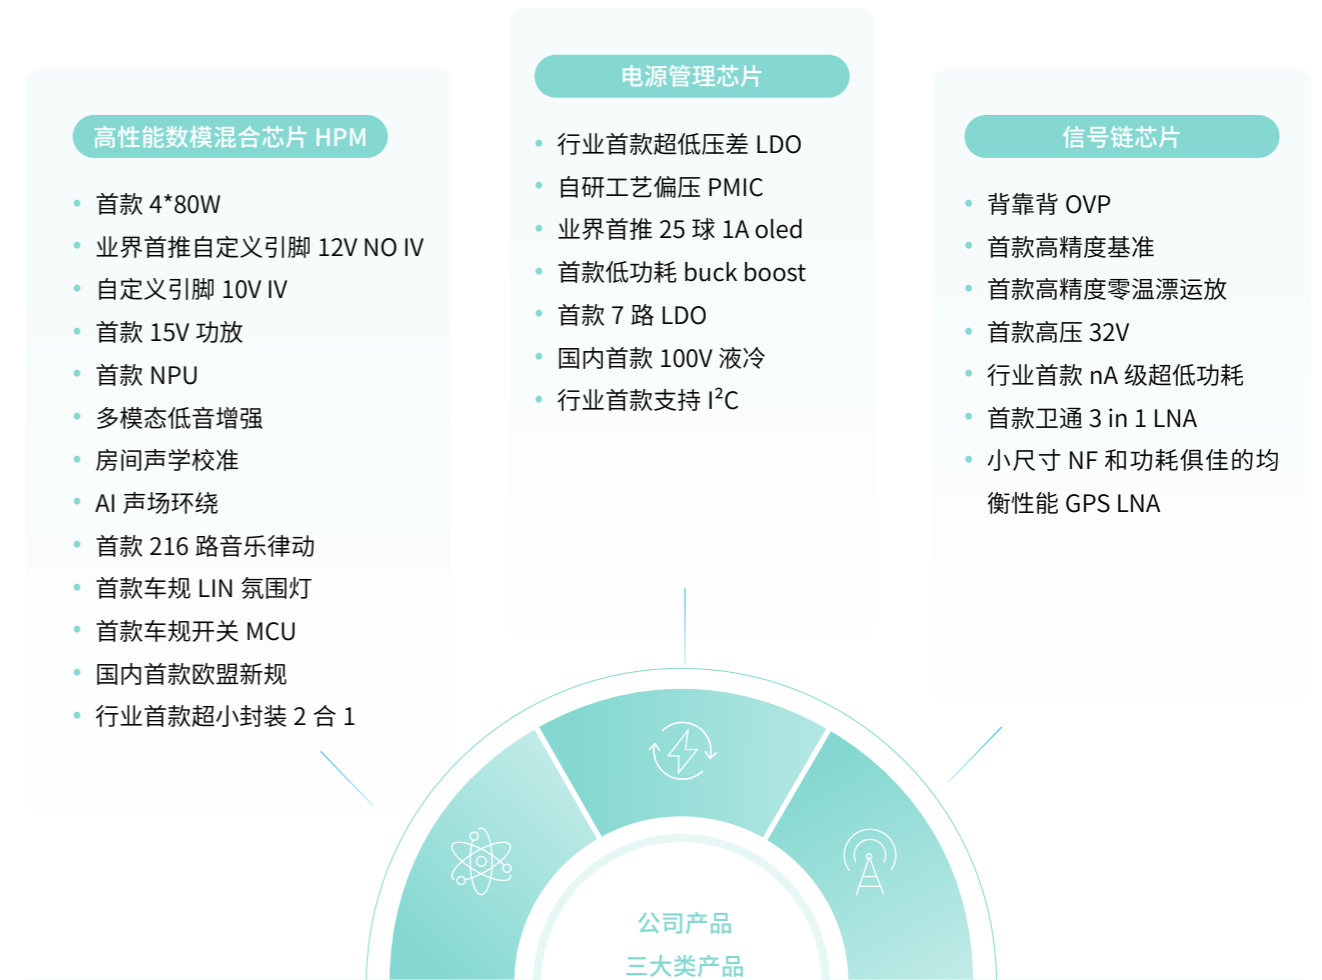 高性能数模混合芯片 HPM
首款 4*80W
业界首推自定义引脚 12V NO IV
自定义引脚 10V IV
首款 15V 功放
首款 NPU
多模态低音增强
房间声学校准
AI 声场环绕
首款 216 路音乐律动
首款车规 LIN 氛围灯
首款车规开关 MCU
国内首款欧盟新规
行业首款超小封装 2 合 1
电源管理芯片
行业首款超低压差 LDO
自研工艺偏压 PMIC
业界首推 25 球 1A oled
首款低功耗 buck boost
首款 7 路 LDO
国内首款 100V 液冷
行业首款支持 I²C
信号链芯片
背靠背 OVP
首款高精度基准
首款高精度零温漂运放
首款高压 32V
行业首款 nA 级超低功耗
首款卫通 3 in 1 LNA
小尺寸 NF 和功耗俱佳的均
衡性能 GPS LNA
公司产品
三大类产品